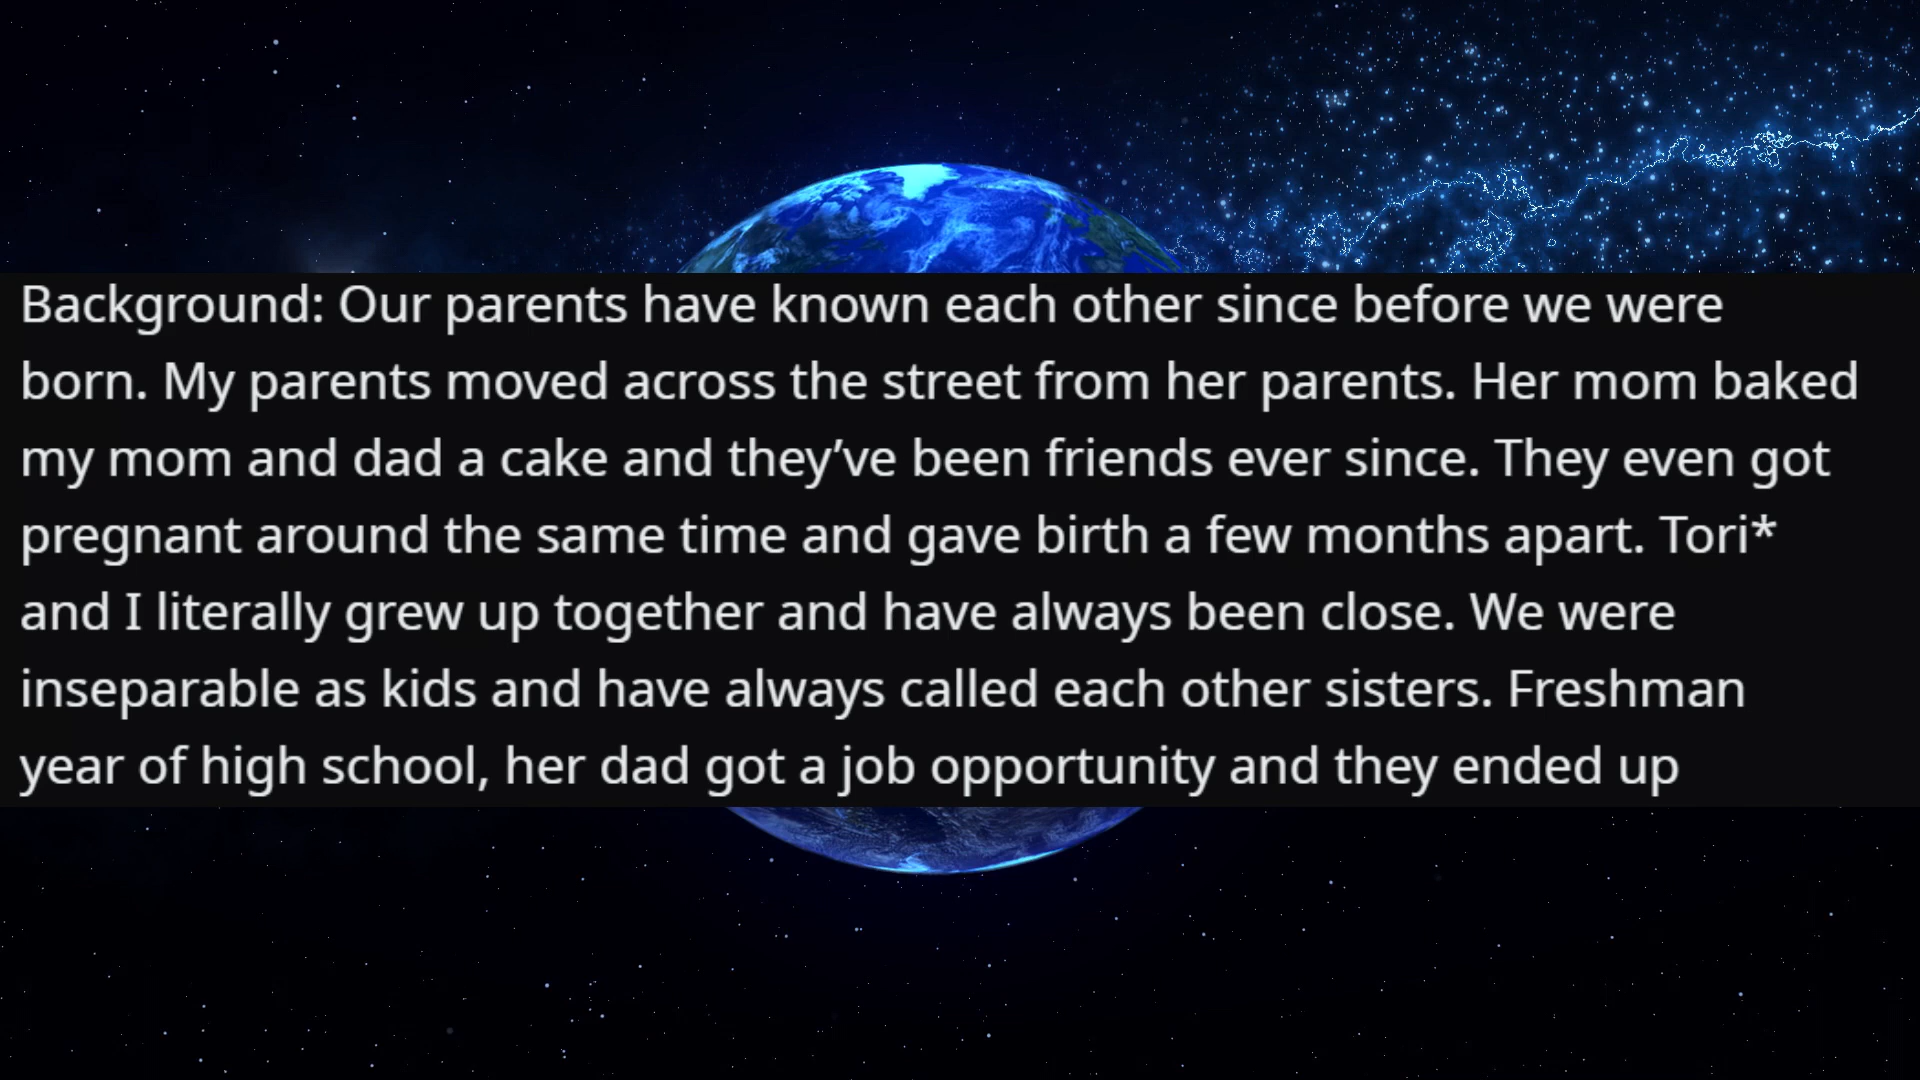 Background: Our parents have known each other since before we were
born. My parents moved across the street from her parents. Her mom baked
my mom and dad a cake and they’ve been friends ever since. They even got
pregnant around the same time and gave birth a few months apart. Tori*
and I literally grew up together and have always been close. We were
inseparable as kids and have always called each other sisters. Freshman
year of high school, her dad got a job opportunity and they ended up